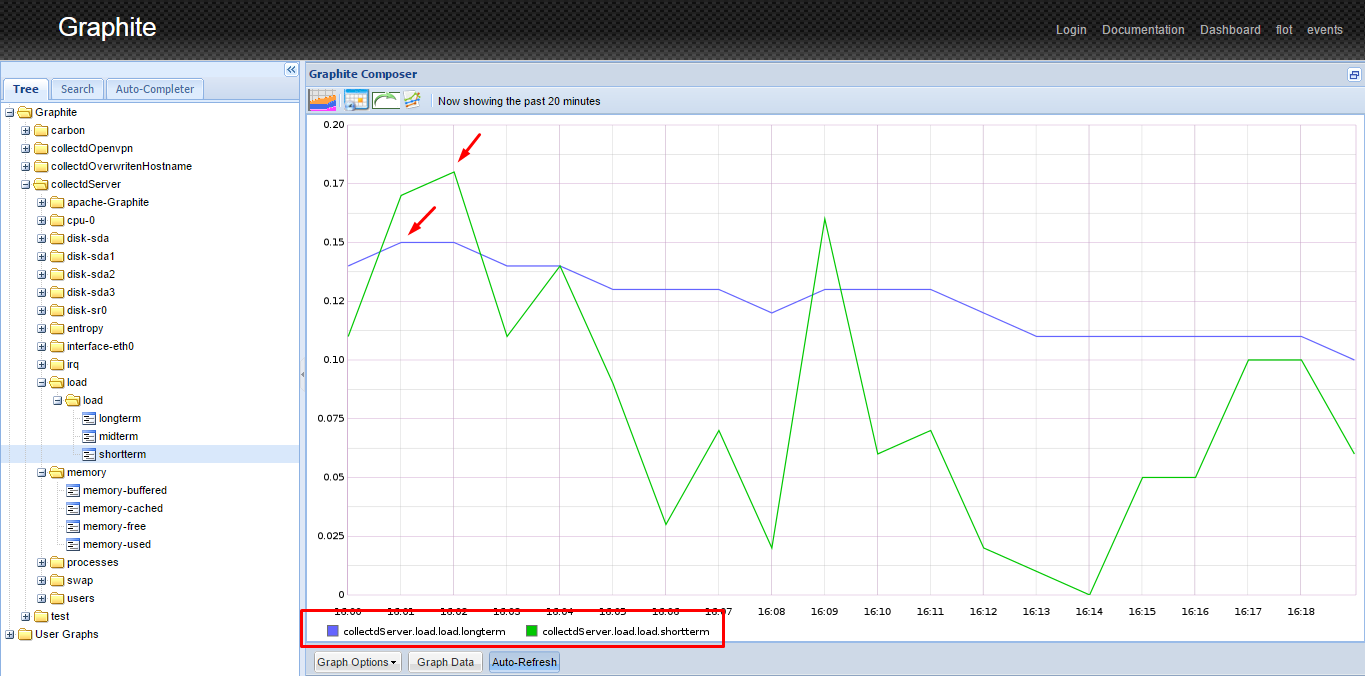 Graphite
Login Documentation Dashboard flot events
Tree Search Auto-Completer
Graphite
carbon
collectdOpenvpn
collectdOverwritenHostname
collectdServer
apache-Graphite
cpu-0
disk-sda
disk-sda1
disk-sda2
disk-sda3
disk-sr0
entropy
interface-eth0
irq
load
load
longterm
midterm
shortterm
memory
memory-buffered
memory-cached
memory-free
memory-used
processes
swap
users
test
User Graphs
Graphite Composer
Now showing the past 20 minutes
0.20
0.17
0.15
0.12
0.10
0.075
0.05
0.025
0
16:00 16:01 16:02 16:03 16:04 16:05 16:06 16:07 16:08 16:09 16:10 16:11 16:12 16:13 16:14 16:15 16:16 16:17 16:18
collectdServer.load.load.longterm collectdServer.load.load.shortterm
Graph Options Graph Data Auto-Refresh